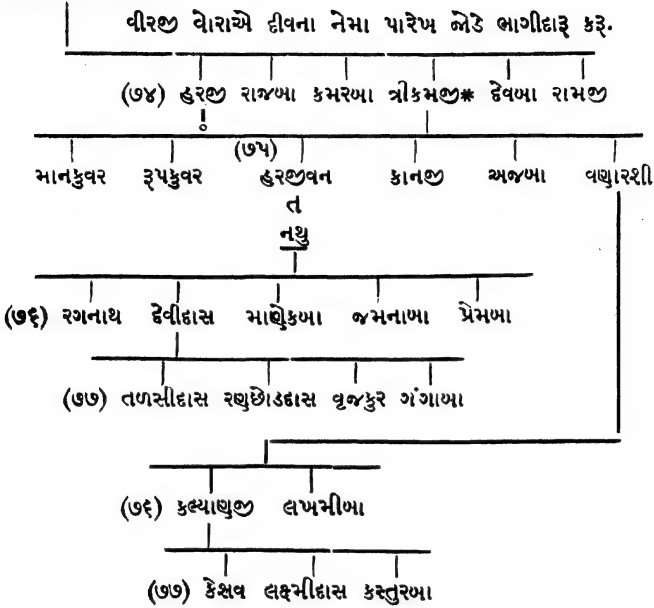 વીરજી વોરાએ દીવના નેમા પારેખ જોડે ભાગીદારૂ કરૂ.
(૭૪) હરજી રાજબા કમરબા ત્રીકમજી* દેવબા રામજી
(૭૫)
માનકુવર રૂપકુવર હરજીવન કાનજી અજબા વણારશી
ત
નથુ
(૭૬) રગનાથ દેવીદાસ માણેકબા જમનાબા પ્રેમબા
(૭૭) તળસીદાસ રણછોડદાસ વૃજકુર ગંગાબા
(૭૬) કલ્યાણજી લખમીબા
(૭૭) કેશવ લક્ષ્મીદાસ કસ્તુરબા